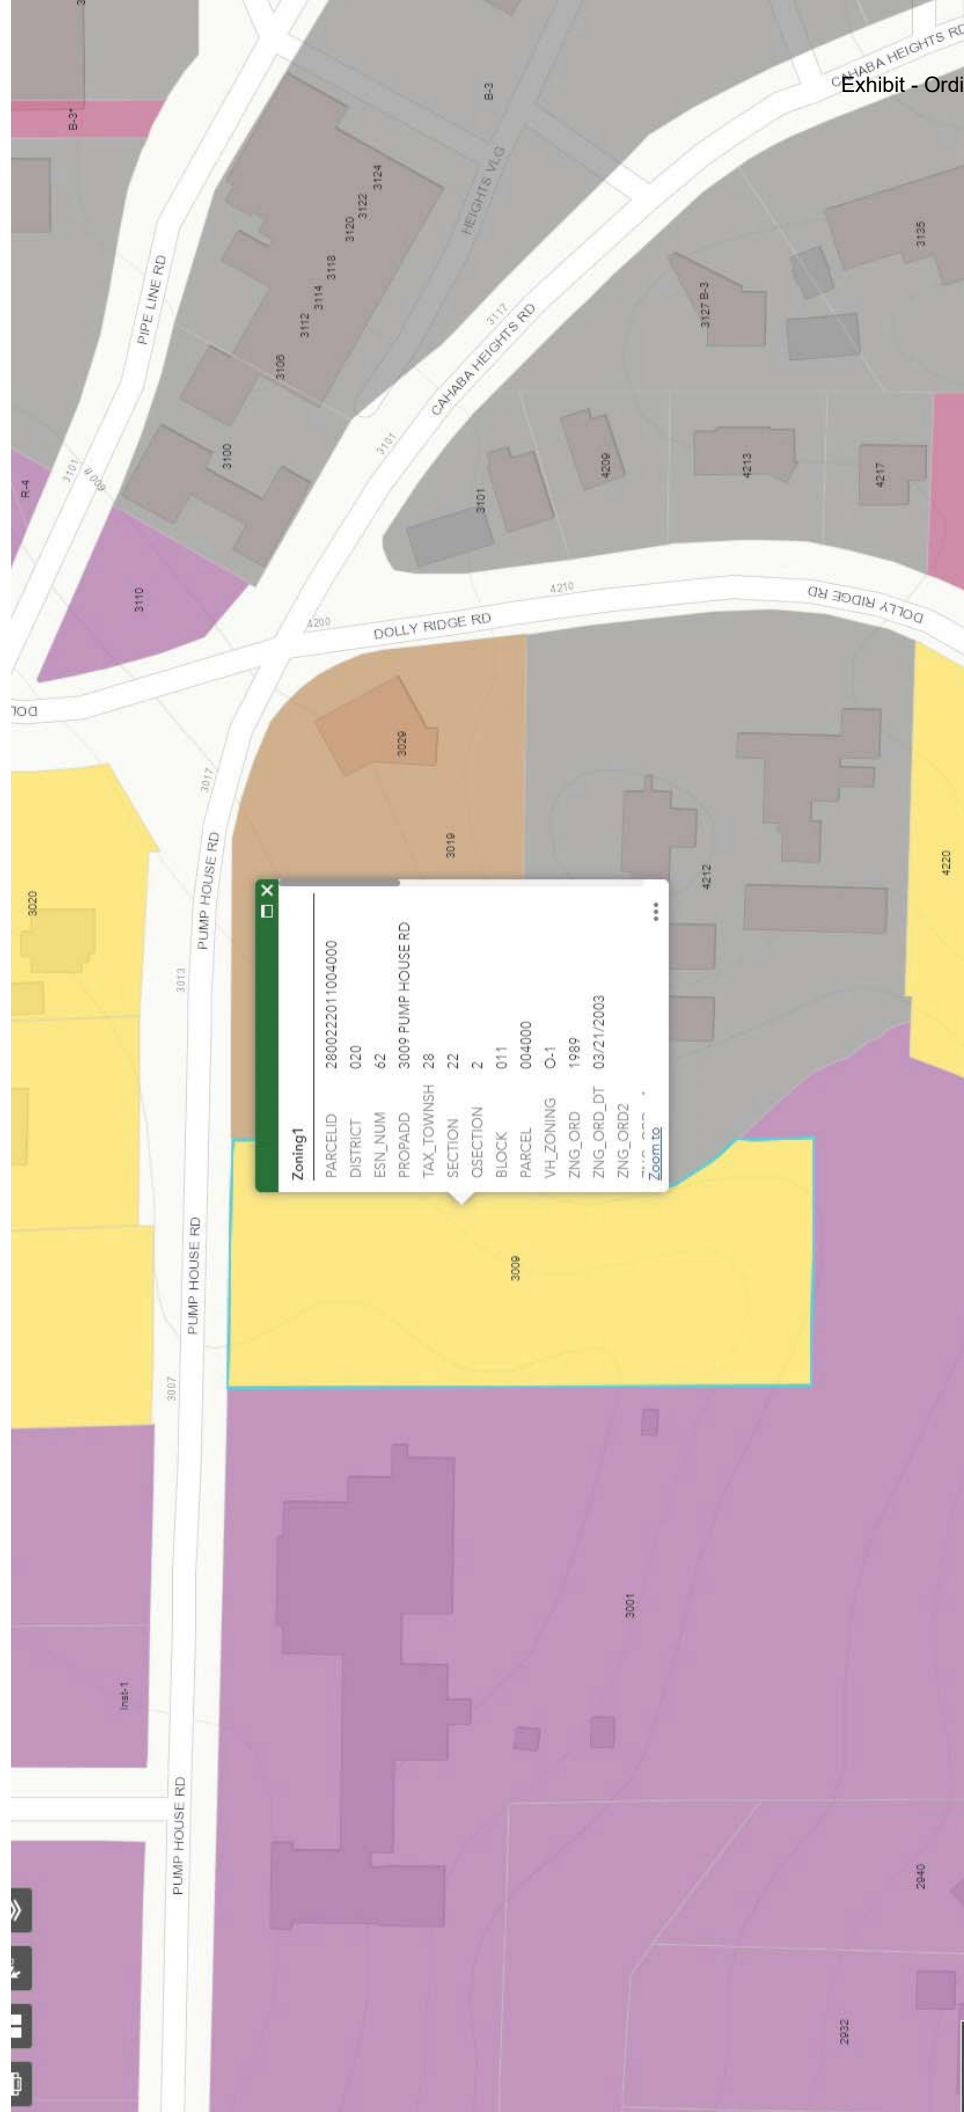 Exhibit - Ordi
CAHABA HEIGHTS RD
B-3*
B-3
HEIGHTS VLG
3124
3122
3120
3118
3114
3112
3106
3100
PIPE LINE RD
3117
CAHABA HEIGHTS RD
3101
3135
3127 B-3
3101
4209
4213
4217
R-4
3101
600 R
3110
4200
DOLLY RIDGE RD
4210
DOLLY RIDGE RD
DOLL
3017
3029
3019
4212
4220
3020
PUMP HOUSE RD
3013
Zoning1
PARCELID 2800222011004000
DISTRICT 020
ESN_NUM 62
PROPADD 3009 PUMP HOUSE RD
TAX_TOWNSH 28
SECTION 22
QSECTION 2
BLOCK 011
PARCEL 004000
VH_ZONING O-1
ZNG_ORD 1989
ZNG_ORD_DT 03/21/2003
ZNG_ORD2
Zoom to
PUMP HOUSE RD
3007
3009
3001
Inst-1
PUMP HOUSE RD
2940
2932